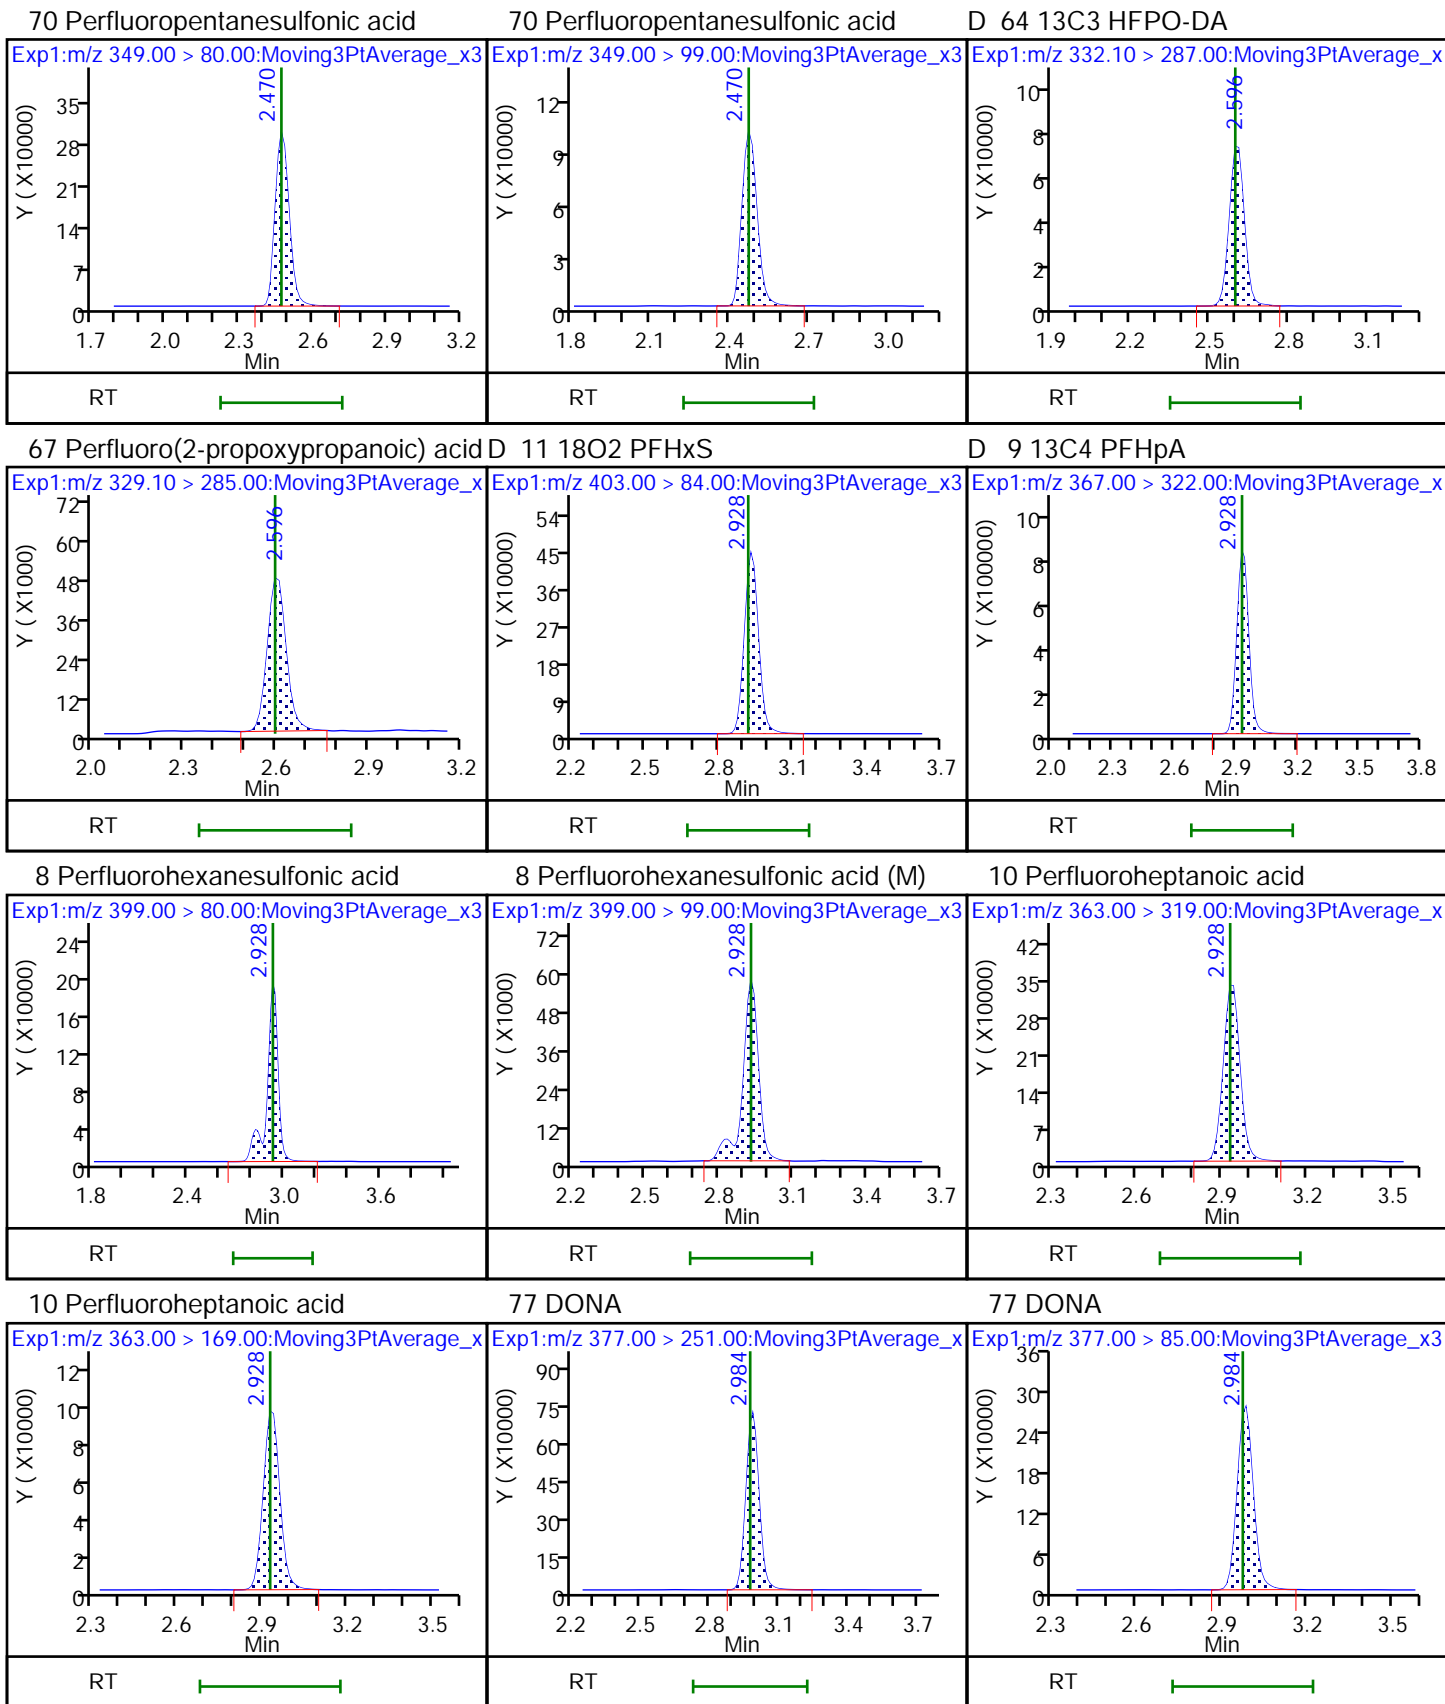 70 Perfluoropentanesulfonic acid
Exp1:m/z 349.00 > 80.00:Moving3PtAverage_x3
2.470
Y ( X10000)
35
28
21
14
7
0
1.7 2.0 2.3 2.6 2.9 3.2
Min
RT
70 Perfluoropentanesulfonic acid
Exp1:m/z 349.00 > 99.00:Moving3PtAverage_x3
2.470
Y ( X10000)
12
9
6
3
0
1.8 2.1 2.4 2.7 3.0
Min
RT
D 64 13C3 HFPO-DA
Exp1:m/z 332.10 > 287.00:Moving3PtAverage_x
2.596
Y ( X10000)
10
8
6
4
2
0
1.9 2.2 2.5 2.8 3.1
Min
RT
67 Perfluoro(2-propoxypropanoic) acid
Exp1:m/z 329.10 > 285.00:Moving3PtAverage_x
2.596
Y ( X1000)
72
60
48
36
24
12
0
2.0 2.3 2.6 2.9 3.2
Min
RT
D 11 18O2 PFHxS
Exp1:m/z 403.00 > 84.00:Moving3PtAverage_x3
2.928
Y ( X10000)
54
45
36
27
18
9
0
2.2 2.5 2.8 3.1 3.4 3.7
Min
RT
D 9 13C4 PFHpA
Exp1:m/z 367.00 > 322.00:Moving3PtAverage_x
2.928
Y ( X100000)
10
8
6
4
2
0
2.0 2.3 2.6 2.9 3.2 3.5 3.8
Min
RT
8 Perfluorohexanesulfonic acid
Exp1:m/z 399.00 > 80.00:Moving3PtAverage_x3
2.928
Y ( X10000)
24
20
16
12
8
4
0
1.8 2.4 3.0 3.6
Min
RT
8 Perfluorohexanesulfonic acid (M)
Exp1:m/z 399.00 > 99.00:Moving3PtAverage_x3
2.928
Y ( X1000)
72
60
48
36
24
12
0
2.2 2.5 2.8 3.1 3.4 3.7
Min
RT
10 Perfluoroheptanoic acid
Exp1:m/z 363.00 > 319.00:Moving3PtAverage_x
2.928
Y ( X10000)
42
35
28
21
14
7
0
2.3 2.6 2.9 3.2 3.5
Min
RT
10 Perfluoroheptanoic acid
Exp1:m/z 363.00 > 169.00:Moving3PtAverage_x
2.928
Y ( X10000)
12
10
8
6
4
2
0
2.3 2.6 2.9 3.2 3.5
Min
RT
77 DONA
Exp1:m/z 377.00 > 251.00:Moving3PtAverage_x
2.984
Y ( X10000)
90
75
60
45
30
15
0
2.2 2.5 2.8 3.1 3.4 3.7
Min
RT
77 DONA
Exp1:m/z 377.00 > 85.00:Moving3PtAverage_x3
2.984
Y ( X10000)
36
30
24
18
12
6
0
2.3 2.6 2.9 3.2 3.5
Min
RT